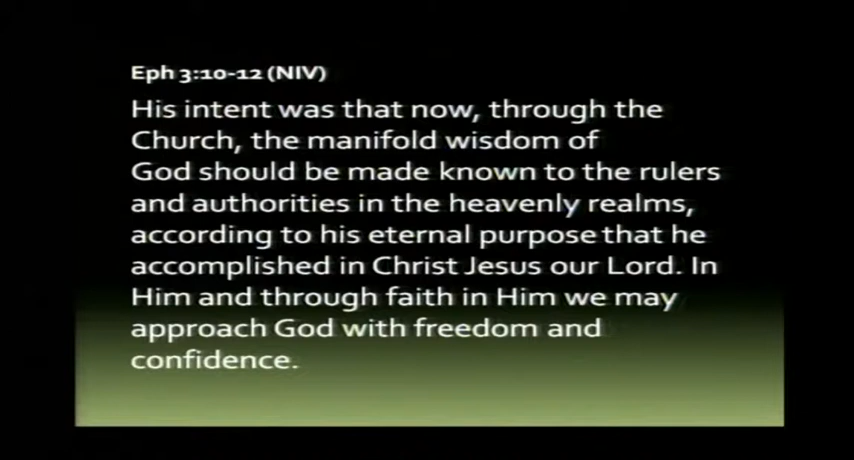 Eph 3:10-12 (NIV)
His intent was that now, through the
Church, the manifold wisdom of
God should be made known to the rulers
and authorities in the heavenly realms,
according to his eternal purpose that he
accomplished in Christ Jesus our Lord. In
Him and through faith in Him we may
approach God with freedom and
confidence.